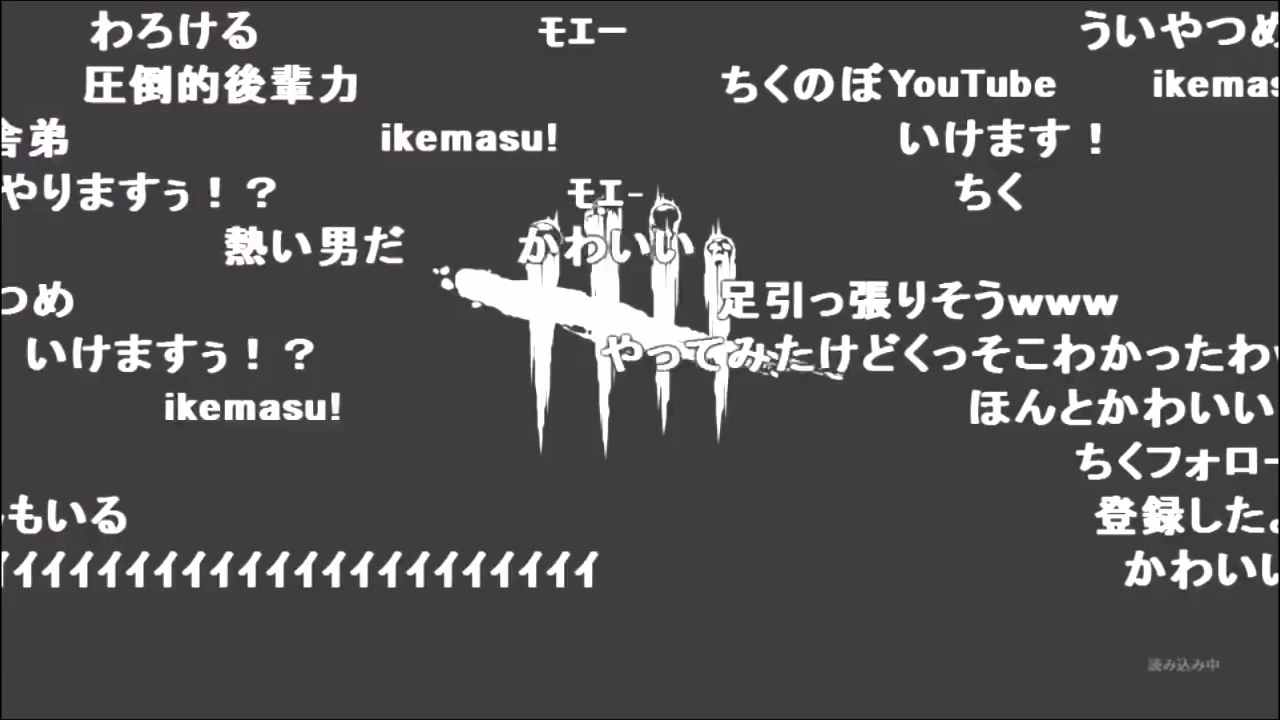 わろける
モエー
ういやつめ
圧倒的後輩力
ちくのぼYouTube
ikemas
舎弟
ikemasu!
いけます！
やりますぅ！？
モエ-
ちく
熱い男だ
かわいい
つめ
足引っ張りそうwww
いけますぅ！？
やってみたけどくっそこわかったわ
ikemasu!
ほんとかわいい
ちくフォロー
もいる
登録した
イイイイイイイイイイイイイイイイイイイイイ
かわいい
読み込み中